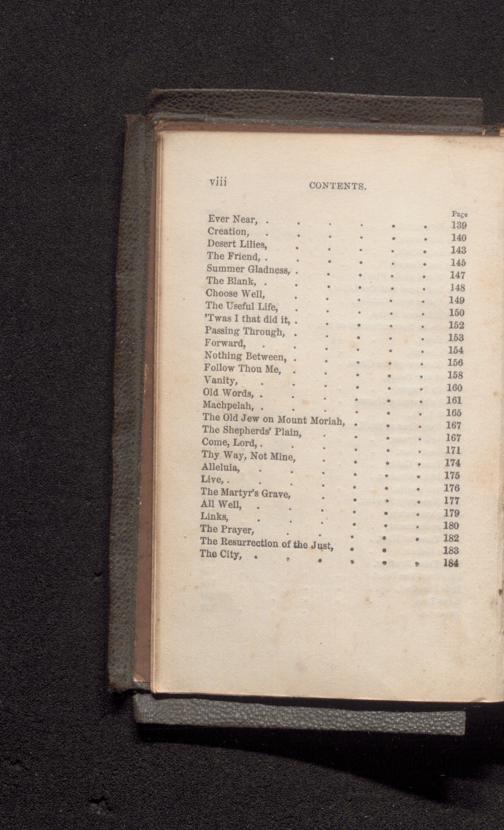 viii CONTENTS.
Page
Ever Near, . . . . . . 139
Creation, . . . . . . 140
Desert Lilies, . . . . . 143
The Friend, . . . . . . 145
Summer Gladness, . . . . . 147
The Blank, . . . . . . 148
Choose Well, . . . . . 149
The Useful Life, . . . . . 150
'Twas I that did it, . . . . . 152
Passing Through, . . . . . 153
Forward, . . . . . . 154
Nothing Between, . . . . . 156
Follow Thou Me, . . . . . 158
Vanity, . . . . . . 160
Old Words, . . . . . . 161
Machpelah, . . . . . . 165
The Old Jew on Mount Moriah, . . . 167
The Shepherds' Plain, . . . . 167
Come, Lord, . . . . . . 171
Thy Way, Not Mine, . . . . 174
Alleluia, . . . . . . 175
Live, . . . . . . . 176
The Martyr's Grave, . . . . 177
All Well, . . . . . . 179
Links, . . . . . . 180
The Prayer, . . . . . 182
The Resurrection of the Just, . . 183
The City, . . . . . . 184